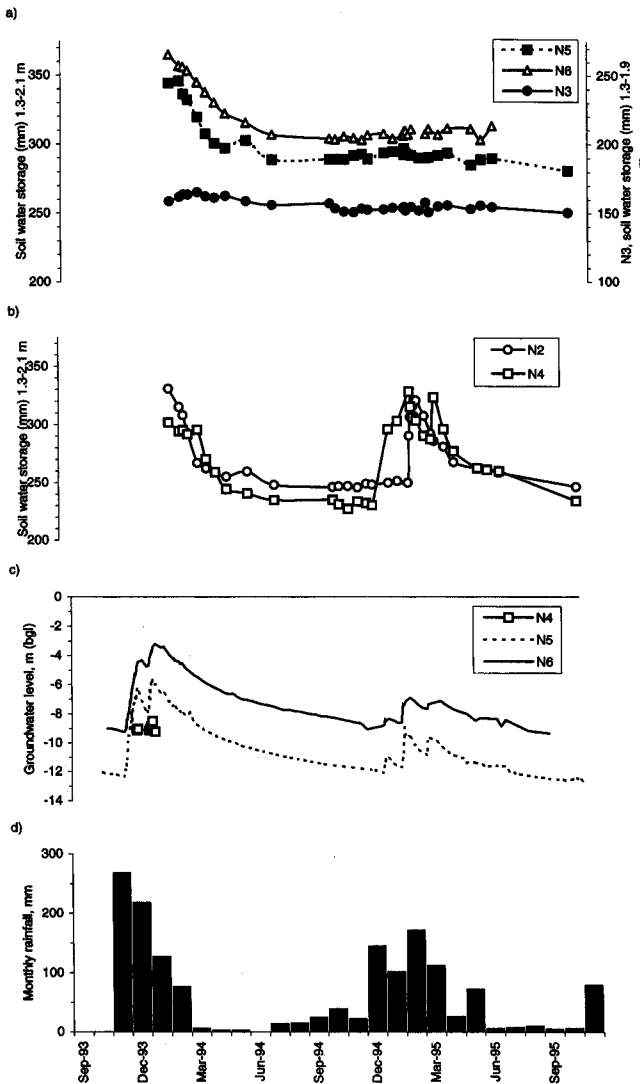 a)
350
300
250
200
Soil water storage (mm) 1.3-2.1 m
N5
N6
N3
250
200
150
100
N3, soil water storage (mm) 1.3-1.9
b)
350
300
250
200
Soil water storage (mm) 1.3-2.1 m
N2
N4
c)
0
-2
-4
-6
-8
-10
-12
-14
Groundwater level, m (bgl)
N4
N5
N6
d)
300
200
100
0
Monthly rainfall, mm
Sep-93
Dec-93
Mar-94
Jun-94
Sep-94
Dec-94
Mar-95
Jun-95
Sep-95